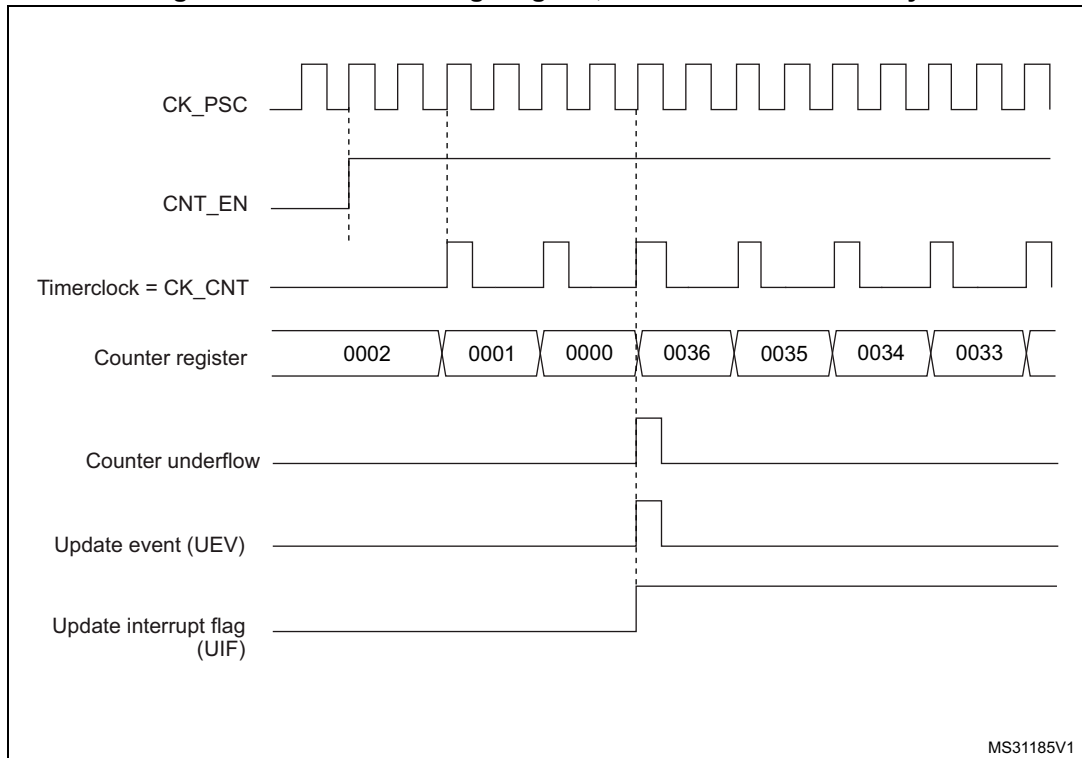 CK_PSC
CNT_EN
Timerclock = CK_CNT
Counter register
0002 0001 0000 0036 0035 0034 0033
Counter underflow
Update event (UEV)
Update interrupt flag
(UIF)
MS31185V1